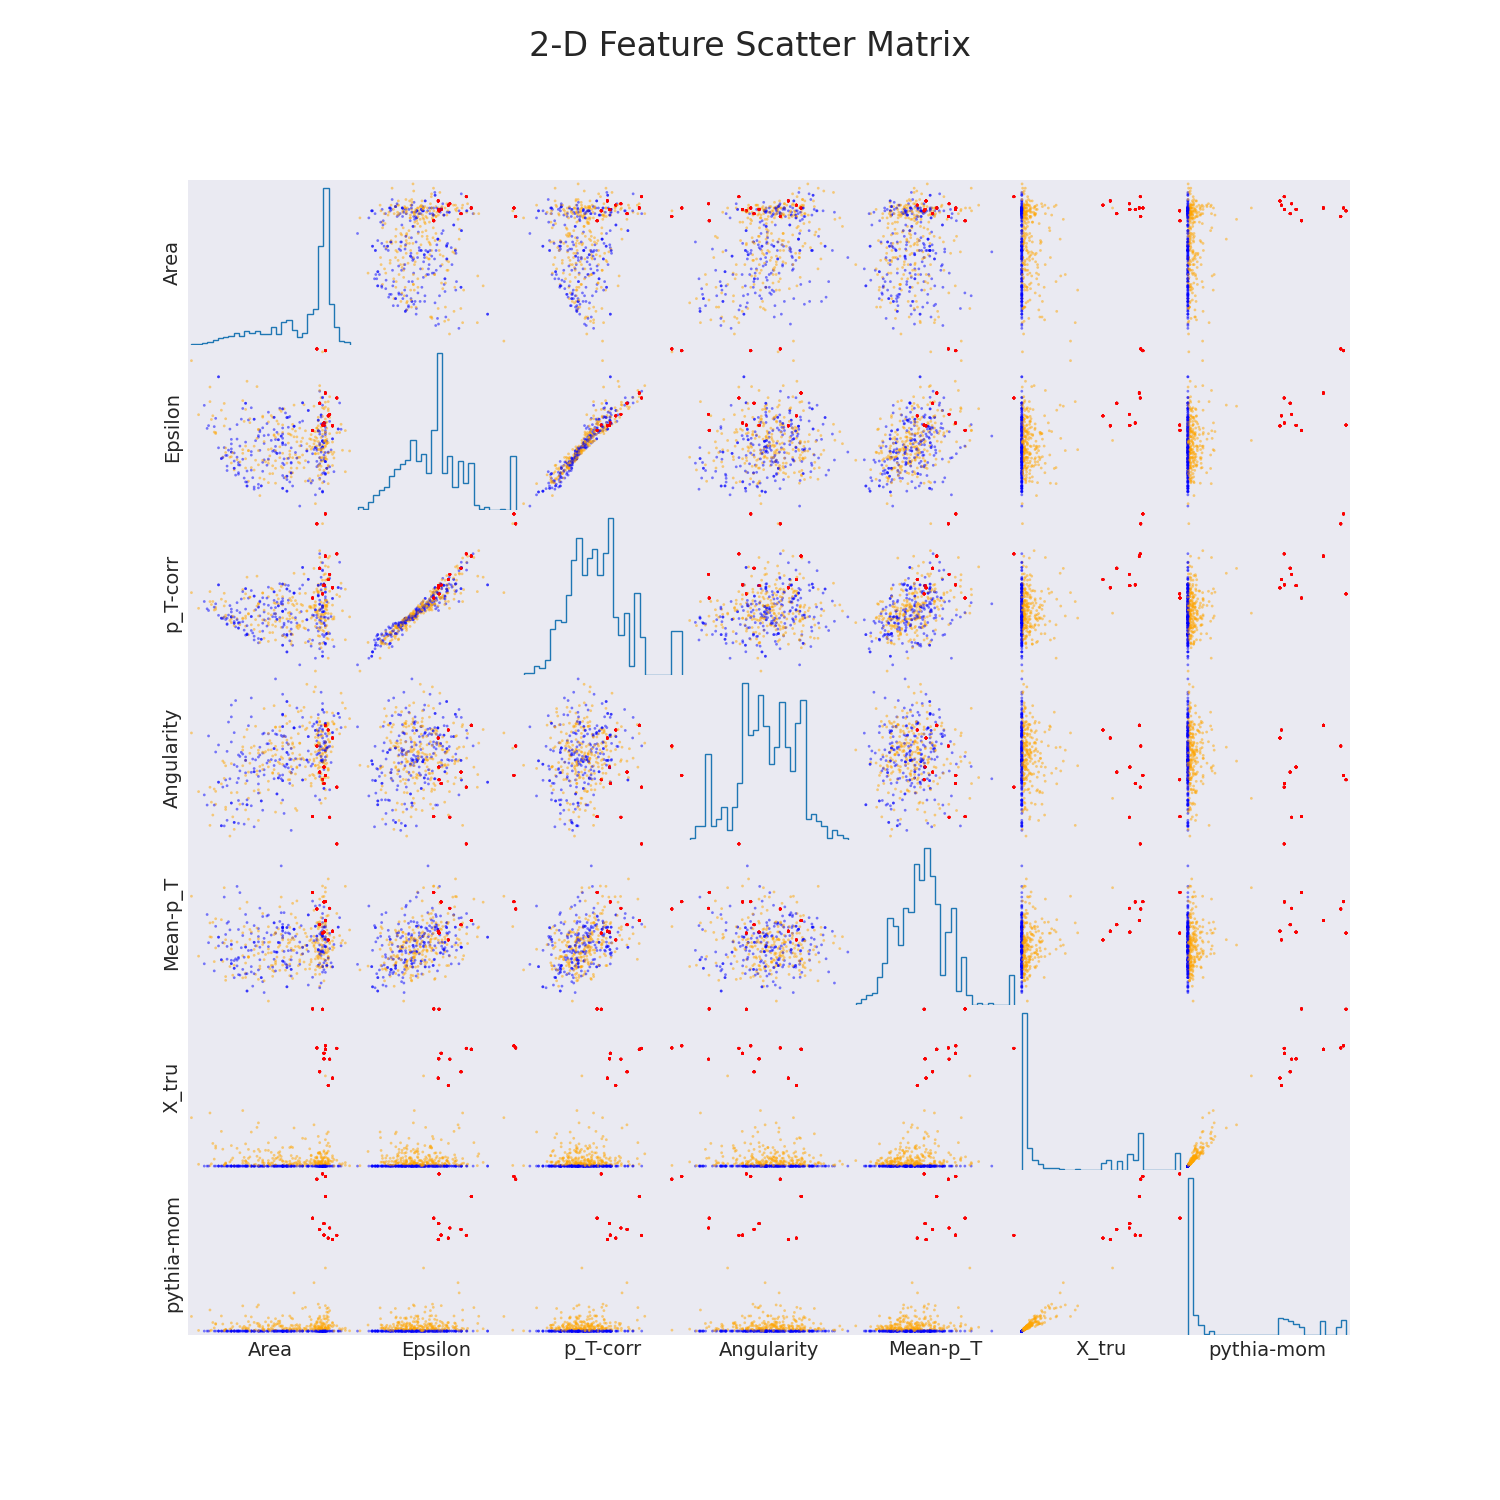 2-D Feature Scatter Matrix
Area
Epsilon
p_T-corr
Angularity
Mean-p_T
X_tru
pythia-mom
Area Epsilon p_T-corr Angularity Mean-p_T X_tru pythia-mom